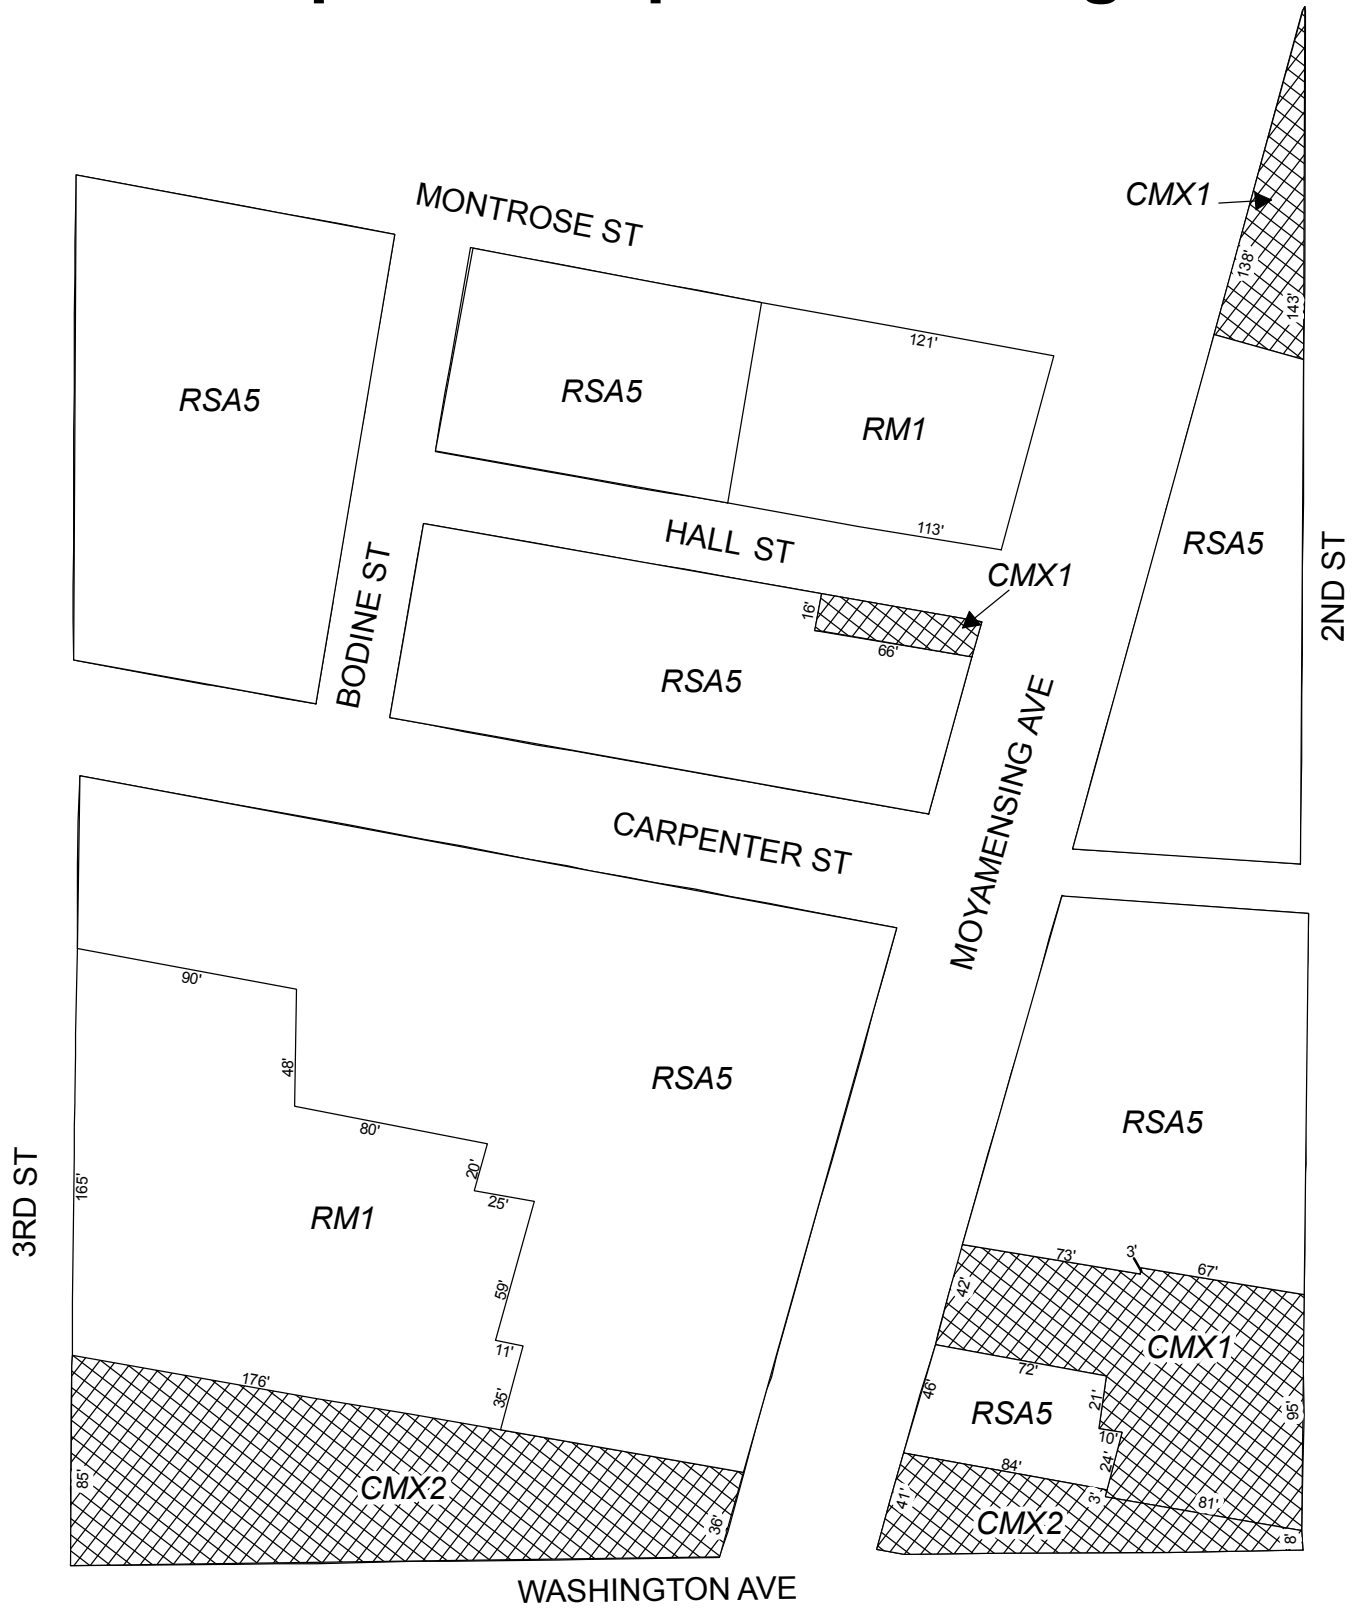 CMX1
MONTROSE ST
138'
143'
121'
RSA5
RSA5
RM1
113'
HALL ST
RSA5
CMX1
2ND ST
16'
66'
BODINE ST
RSA5
MOYAMENSING AVE
CARPENTER ST
90'
48'
RSA5
80'
RSA5
20'
165'
25'
3RD ST
RM1
73'
3'
67'
42'
59'
CMX1
11'
176'
72'
46'
21'
35'
RSA5
95'
10'
24'
84'
85'
CMX2
41'
3'
81'
36'
CMX2
8'
WASHINGTON AVE